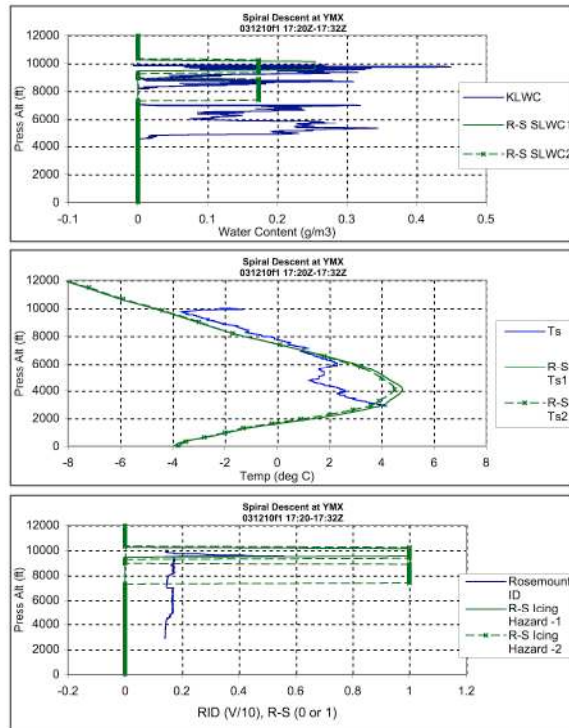 Spiral Descent at YMX
031210f1 17:20Z-17:32Z
12000
10000
8000
6000
4000
2000
0
Press Alt (ft)
-0.1 0 0.1 0.2 0.3 0.4 0.5
Water Content (g/m3)
KLWC
R-S SLWC1
R-S SLWC2
Spiral Descent at YMX
031210f1 17:20Z-17:32Z
12000
10000
8000
6000
4000
2000
0
Press Alt (ft)
-8 -6 -4 -2 0 2 4 6 8
Temp (deg C)
Ts
R-S
Ts1
R-S
Ts2
Spiral Descent at YMX
031210f1 17:20-17:32Z
12000
10000
8000
6000
4000
2000
0
Press Alt (ft)
-0.2 0 0.2 0.4 0.6 0.8 1 1.2
RID (V/10), R-S (0 or 1)
Rosemount
ID
R-S Icing
Hazard -1
R-S Icing
Hazard -2